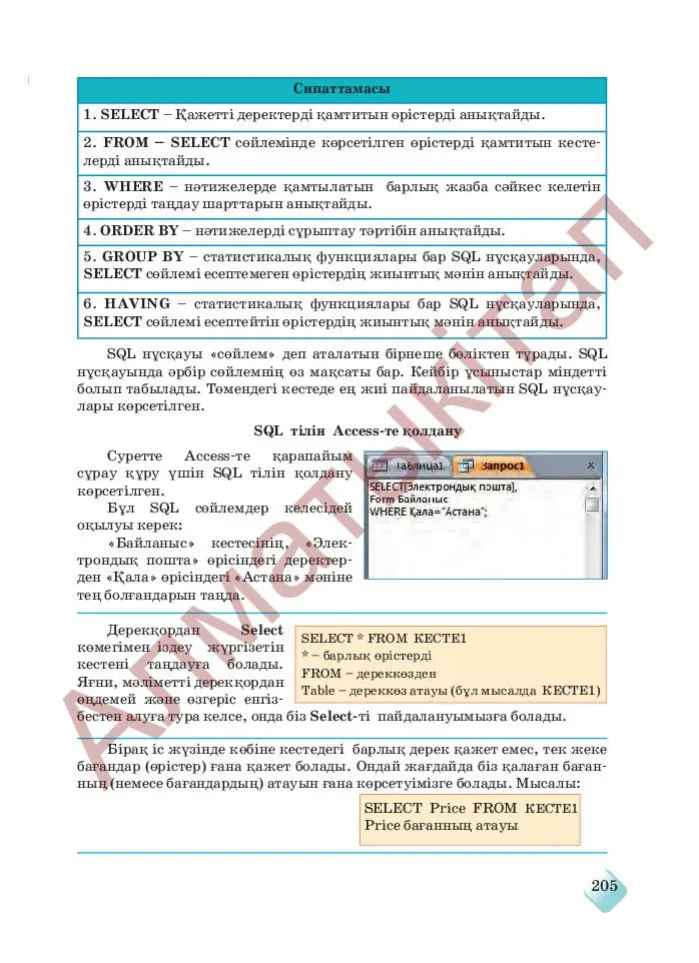 Сипаттамасы
1. SELECT – Қажетті деректерді қамтитын өрістерді анықтайды.
2. FROM – SELECT сөйлемінде көрсетілген өрістерді қамтитын кесте-
лерді анықтайды.
3. WHERE – нәтижелерде қамтылатын барлық жазба сәйкес келетін
өрістерді таңдау шарттарын анықтайды.
4. ORDER BY – нәтижелерді сұрыптау тәртібін анықтайды.
5. GROUP BY – статистикалық функциялары бар SQL нұсқауларында,
SELECT сөйлемі есептемеген өрістердің жиынтық мәнін анықтайды.
6. HAVING – статистикалық функциялары бар SQL нұсқауларында,
SELECT сөйлемі есептейтін өрістердің жиынтық мәнін анықтайды.
SQL нұсқауы «сөйлем» деп аталатын бірнеше бөліктен тұрады. SQL
нұсқауында әрбір сөйлемнің өз мақсаты бар. Кейбір ұсыныстар міндетті
болып табылады. Төмендегі кестеде ең жиі пайдаланылатын SQL нұсқау-
лары көрсетілген.
SQL тілін Access-те қолдану
Суретте Access-те қарапайым
сұрау құру үшін SQL тілін қолдану
көрсетілген.
Бұл SQL сөйлемдер келесідей
оқылуы керек:
«Байланыс» кестесінің, «Элек-
трондық пошта» өрісіндегі деректер-
ден «Қала» өрісіндегі «Астана» мәніне
тең болғандарын таңда.
Таблица1 Запрос1
SELECT[Электрондық пошта],
Form Байланыс
WHERE Қала="Астана";
Дерекқордан Select
көмегімен іздеу жүргізетін
кестені таңдауға болады.
Яғни, мәліметті дерекқордан
өңдемей және өзгеріс енгіз-
бестен алуға тура келсе, онда біз Select-ті пайдалануымызға болады.
SELECT * FROM КЕСТЕ1
* – барлық өрістерді
FROM – дереккөзден
Table – дереккөз атауы (бұл мысалда КЕСТЕ1)
Бірақ іс жүзінде көбіне кестедегі барлық дерек қажет емес, тек жеке
бағандар (өрістер) ғана қажет болады. Ондай жағдайда біз қалаған баған-
ның (немесе бағандардың) атауын ғана көрсетуімізге болады. Мысалы:
SELECT Price FROM КЕСТЕ1
Price бағанның атауы
205
Алматыкітап